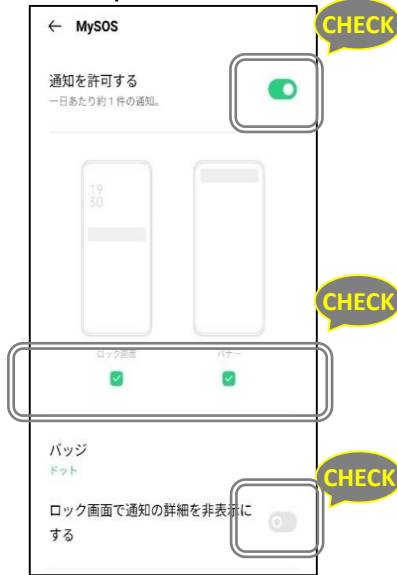 ← MySOS
CHECK
通知を許可する
一日あたり約1件の通知。
19
30
CHECK
ロック画面
バナー
バッジ
ドット
CHECK
ロック画面で通知の詳細を非表示に
する